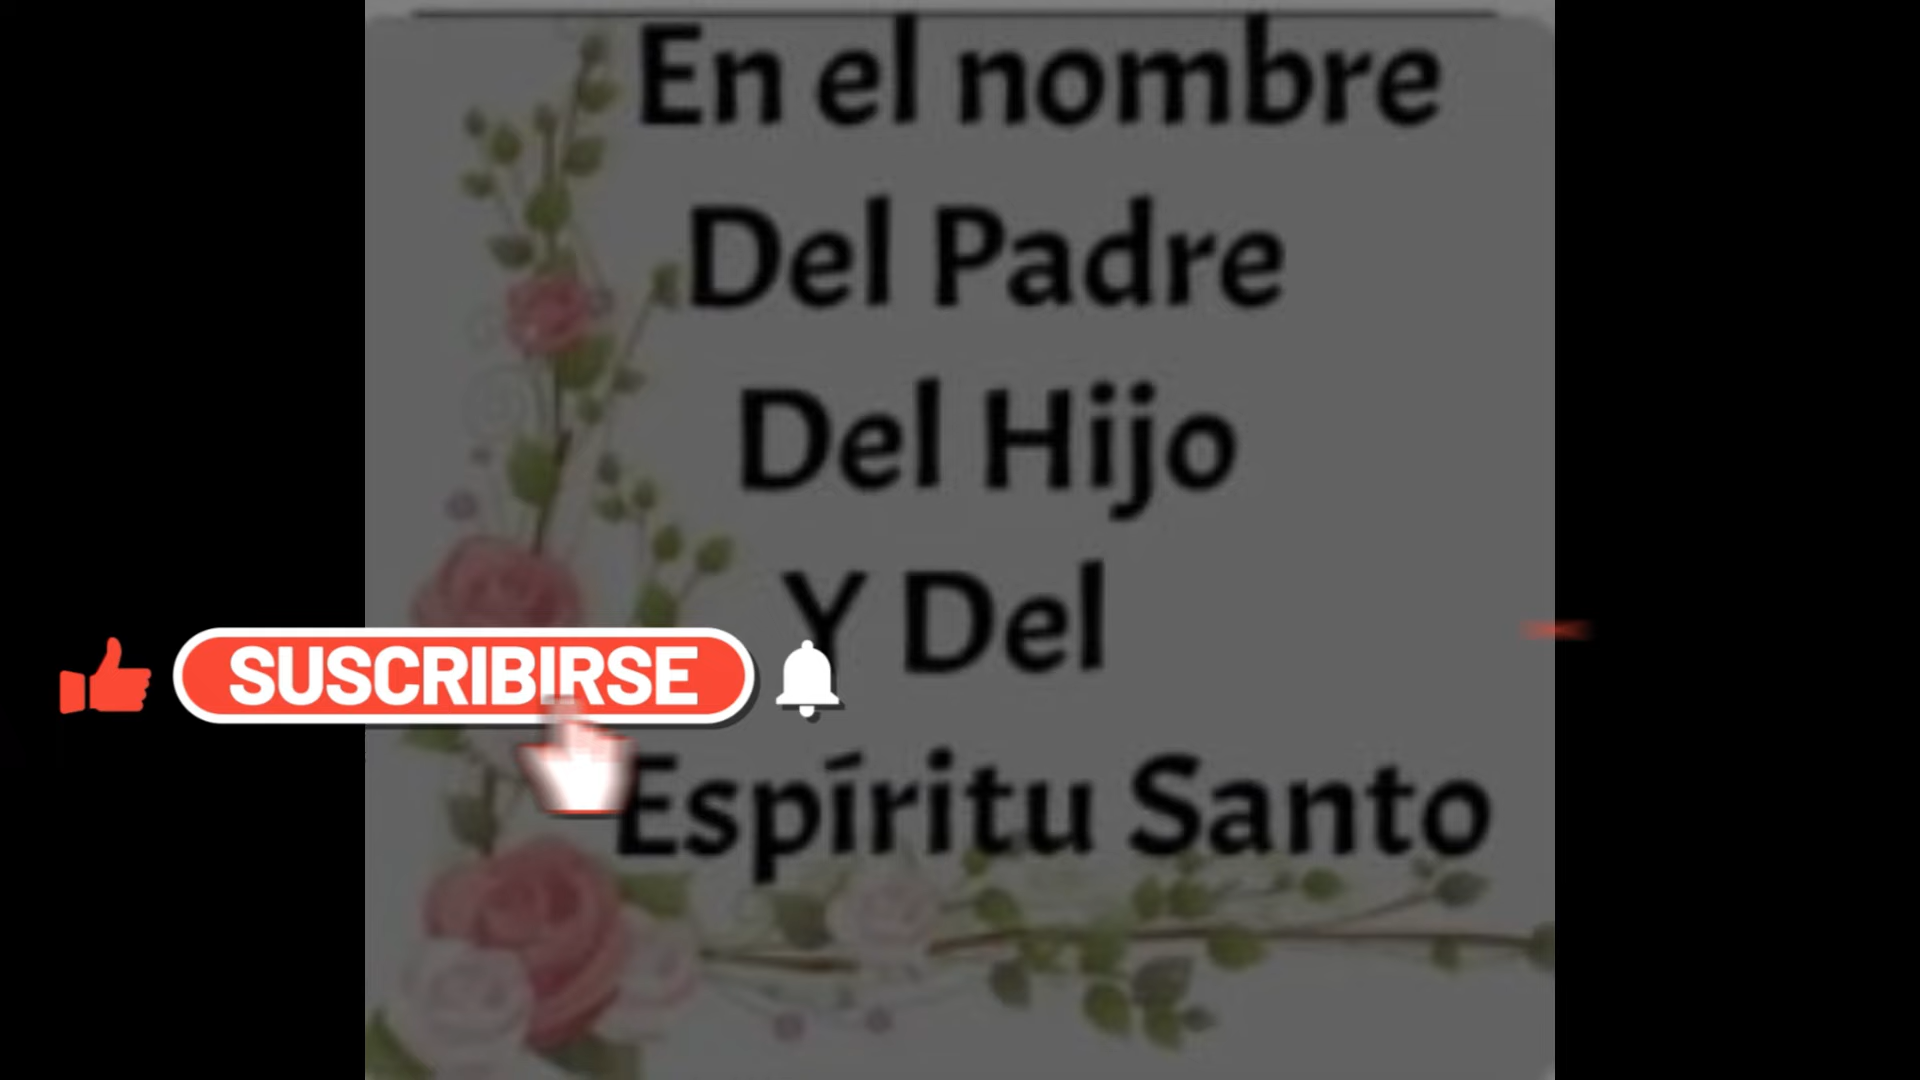 En el nombre
Del Padre
Del Hijo
Y Del
SUSCRIBIRSE
Espíritu Santo